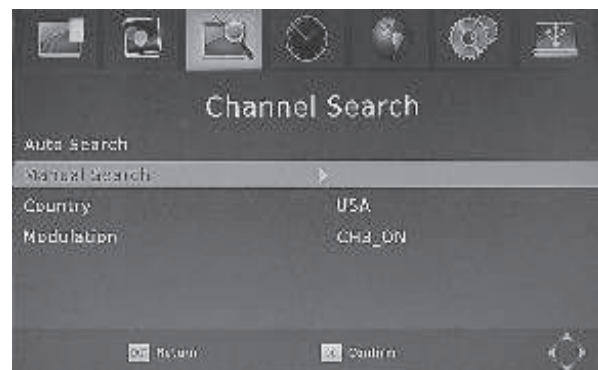 Channel Search
Auto Search
Manual Search
Country USA
Modulation CH3_ON
Return
Confirm